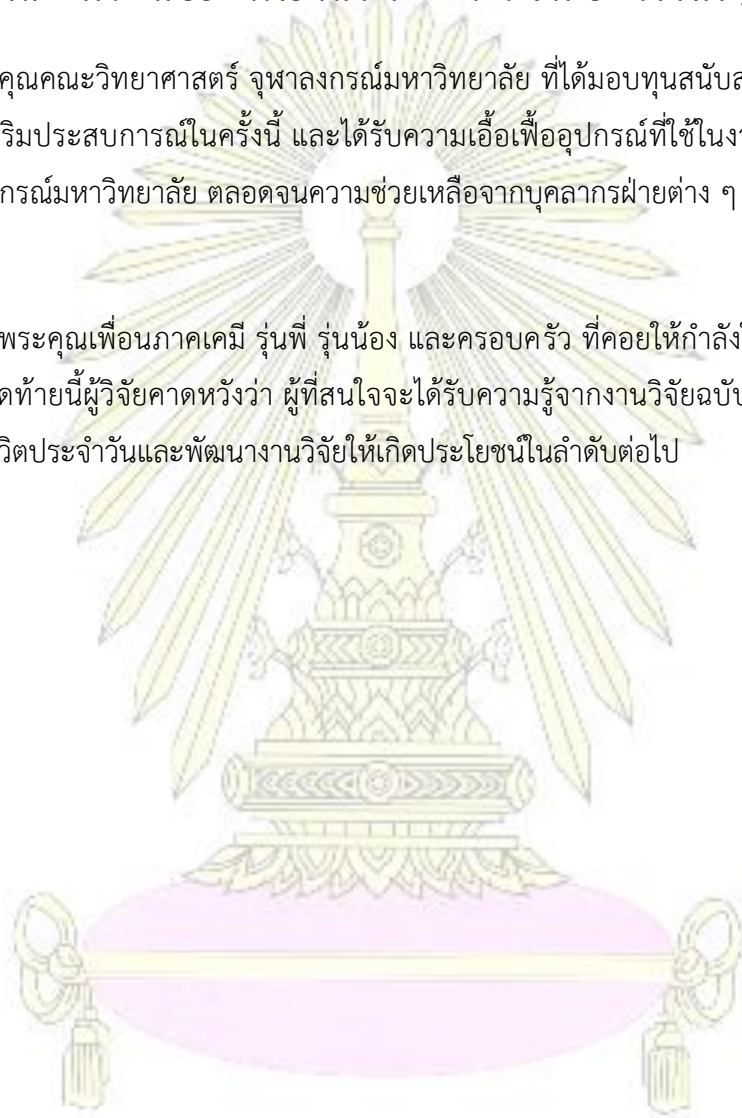 คุณคณะวิทยาศาสตร์ จุฬาลงกรณ์มหาวิทยาลัย ที่ได้มอบทุนสนับส
ริมประสบการณ์ในครั้งนี้ และได้รับความเอื้อเฟื้ออุปกรณ์ที่ใช้ในงา
กรณ์มหาวิทยาลัย ตลอดจนความช่วยเหลือจากบุคลากรฝ่ายต่าง ๆ
พระคุณเพื่อนภาคเคมี รุ่นพี่ รุ่นน้อง และครอบครัว ที่คอยให้กำลังใ
ดท้ายนี้ผู้วิจัยคาดหวังว่า ผู้ที่สนใจจะได้รับความรู้จากงานวิจัยฉบับ
วิตประจำวันและพัฒนางานวิจัยให้เกิดประโยชน์ในลำดับต่อไป